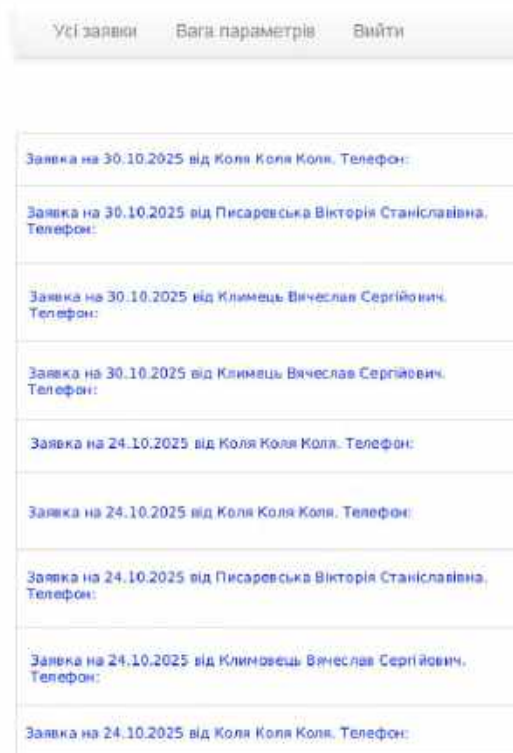 Усі заявки Вага параметрів Вийти
Заявка на 30.10.2025 від Коля Коля Коля. Телефон:
Заявка на 30.10.2025 від Писаревська Вікторія Станіславівна.
Телефон:
Заявка на 30.10.2025 від Климець Вячеслав Сергійович.
Телефон:
Заявка на 30.10.2025 від Климець Вячеслав Сергійович.
Телефон:
Заявка на 24.10.2025 від Коля Коля Коля. Телефон:
Заявка на 24.10.2025 від Коля Коля Коля. Телефон:
Заявка на 24.10.2025 від Писаревська Вікторія Станіславівна.
Телефон:
Заявка на 24.10.2025 від Климовець Вячеслав Сергійович.
Телефон:
Заявка на 24.10.2025 від Коля Коля Коля. Телефон: